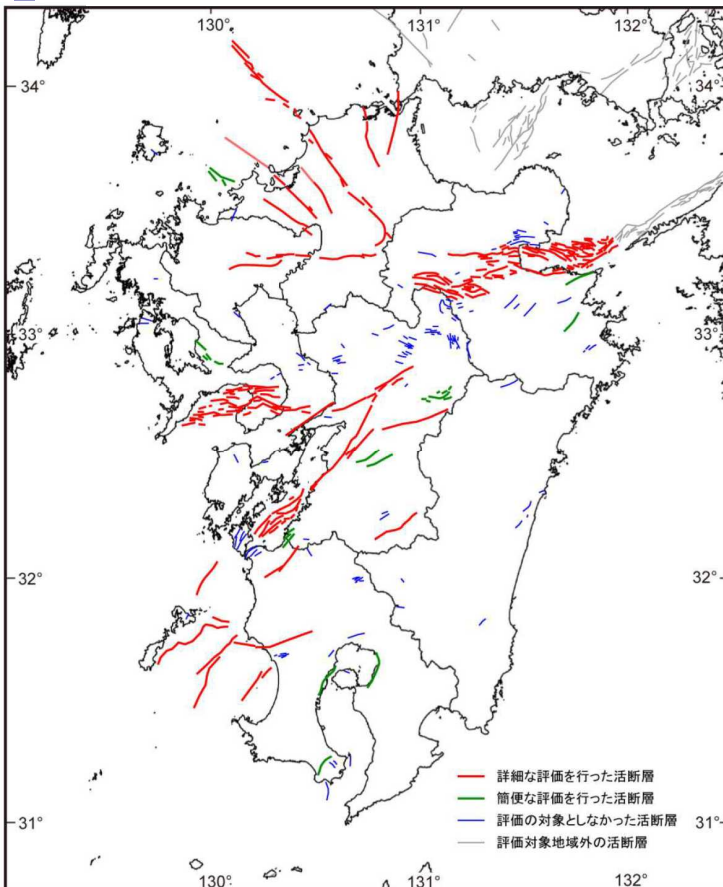 130° 131° 132°
34° 34°
33° 33°
32° 32°
詳細な評価を行った活断層
簡便な評価を行った活断層
31° 評価の対象としなかった活断層 31°
評価対象地域外の活断層
130° 131° 132°